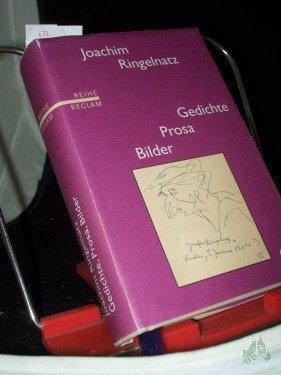 Joachim
Ringelnatz
REIHE
RECLAM
Gedichte
Prosa
Bilder
Joachim Ringelnatz
Gedichte, Prosa, Bilder